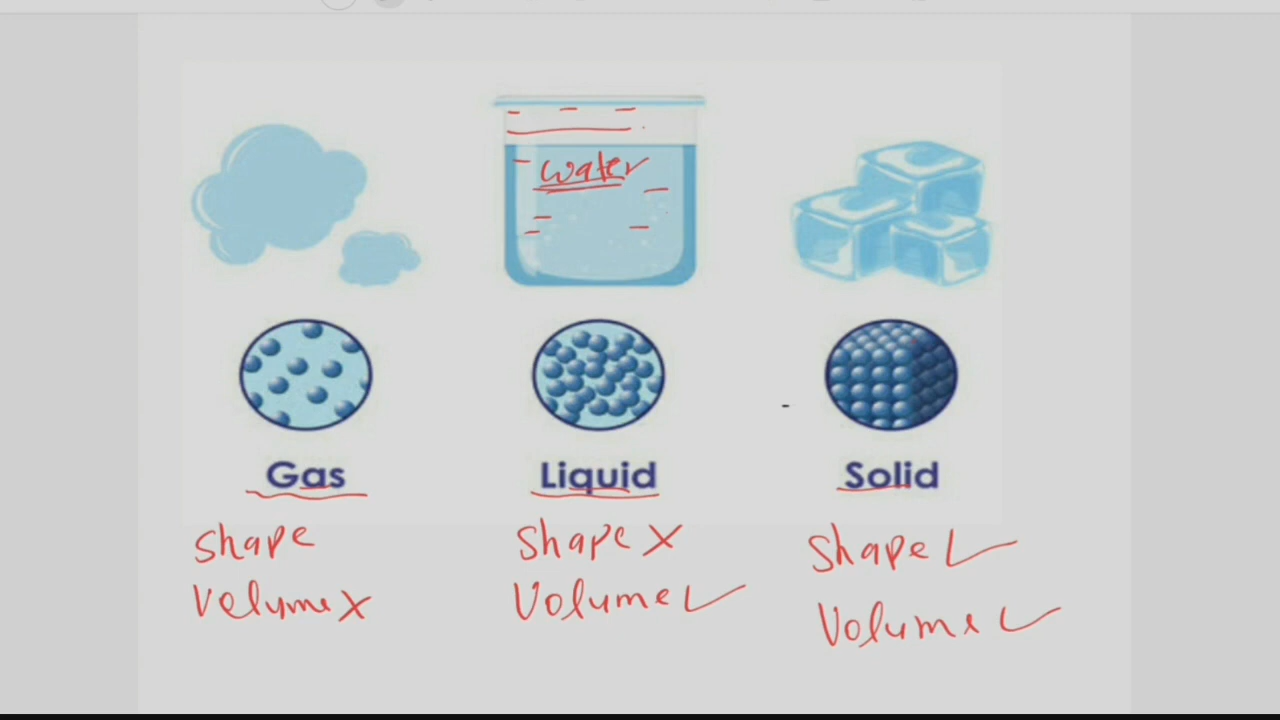 water
Gas
Liquid
Solid
Shape
Volume X
Shape X
Volume ✓
Shape ✓
Volume ✓